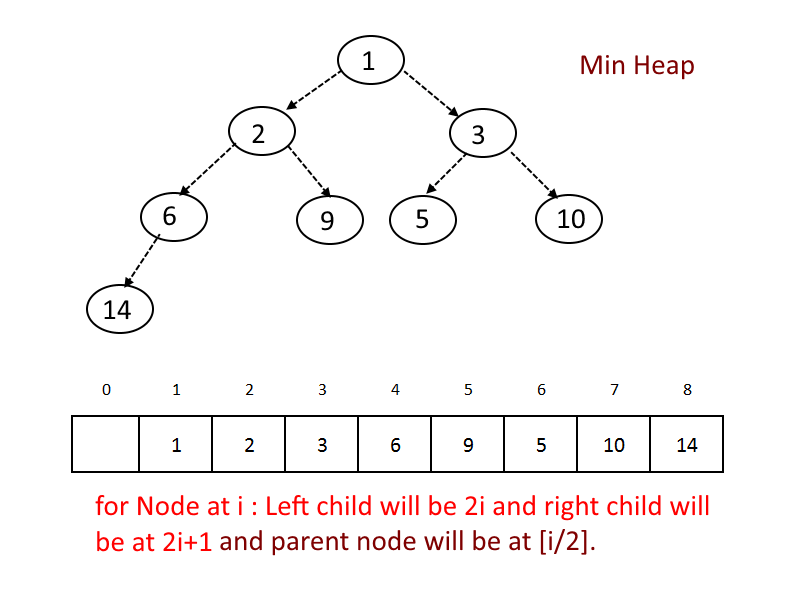 1
Min Heap
2
3
6
9
5
10
14
0 1 2 3 4 5 6 7 8
1 2 3 6 9 5 10 14
for Node at i : Left child will be 2i and right child will
be at 2i+1 and parent node will be at [i/2].